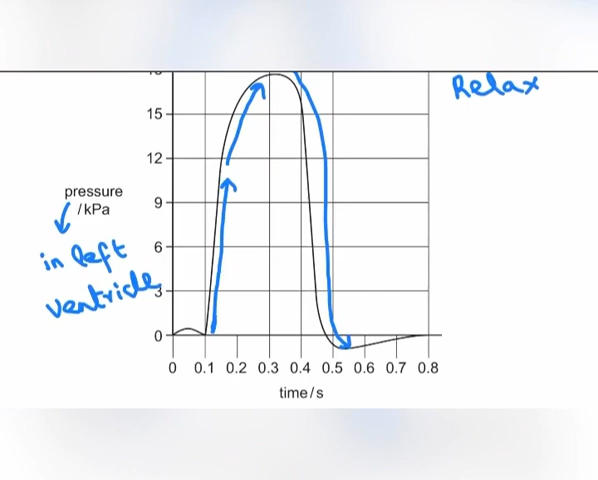 Relax
15
12
pressure
/ kPa
9
in left
ventricle
6
3
0
0 0.1 0.2 0.3 0.4 0.5 0.6 0.7 0.8
time / s